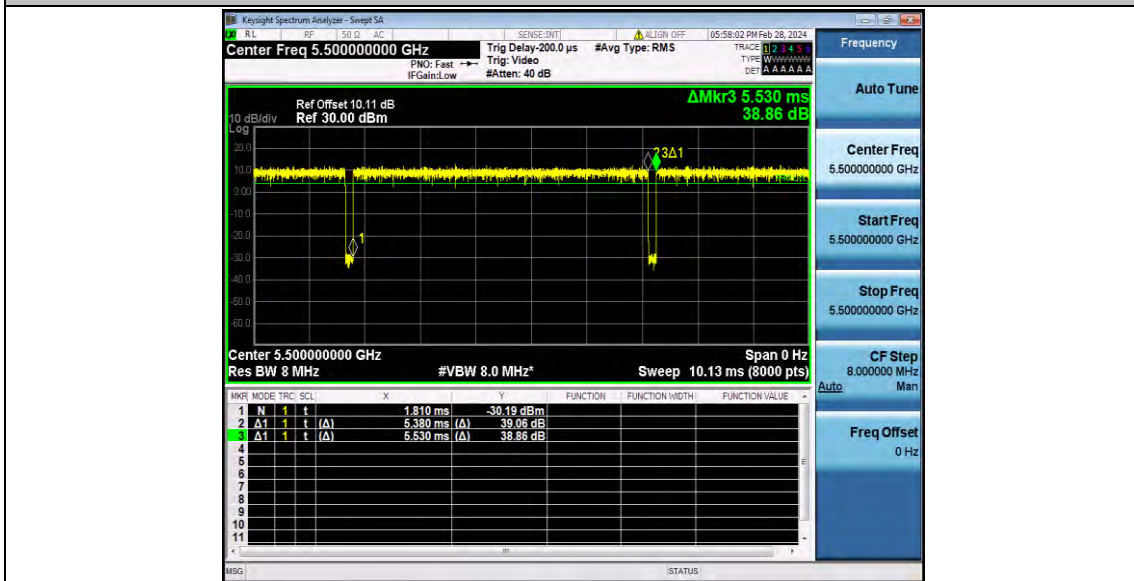 Keysight Spectrum Analyzer - Swept SA
RL RF 50 Ω AC SENSE:INT ALIGN OFF 05:58:02 PM Feb 28, 2024
Center Freq 5.500000000 GHz
PNO: Fast
IFGain:Low
Trig Delay-200.0 µs
Trig: Video
#Atten: 40 dB
#Avg Type: RMS
TRACE 1 2 3 4 5 6
TYPE W
DET A A A A A A
Ref Offset 10.11 dB
10 dB/div Ref 30.00 dBm
Log
ΔMkr3 5.530 ms
38.86 dB
20.0
10.0
0.00
-10.0
-20.0
-30.0
-40.0
-50.0
-60.0
23Δ1
1
Center 5.500000000 GHz Span 0 Hz
Res BW 8 MHz #VBW 8.0 MHz* Sweep 10.13 ms (8000 pts)
MKR MODE TRC SCL X Y FUNCTION FUNCTION WIDTH FUNCTION VALUE
1 N 1 t 1.810 ms -30.19 dBm
2 Δ1 1 t (Δ) 5.380 ms (Δ) 39.06 dB
3 Δ1 1 t (Δ) 5.530 ms (Δ) 38.86 dB
4
5
6
7
8
9
10
11
MSG STATUS
Frequency
Auto Tune
Center Freq
5.500000000 GHz
Start Freq
5.500000000 GHz
Stop Freq
5.500000000 GHz
CF Step
8.000000 MHz
Auto Man
Freq Offset
0 Hz